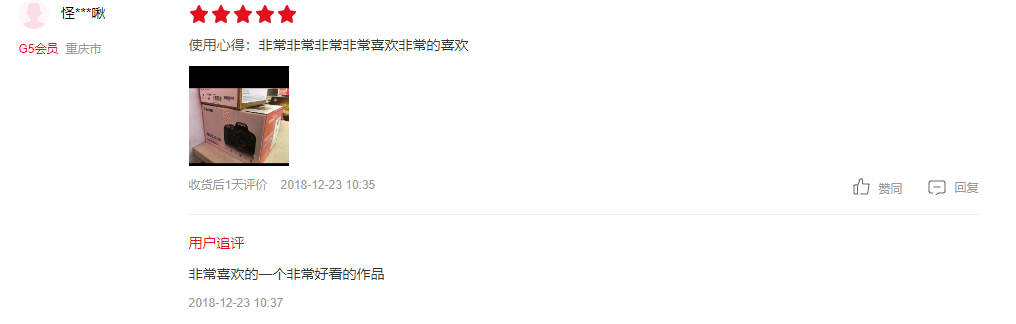 怪***啾
G5会员 重庆市
使用心得：非常非常非常非常喜欢非常的喜欢
收货后1天评价 2018-12-23 10:35
赞同 回复
用户追评
非常喜欢的一个非常好看的作品
2018-12-23 10:37